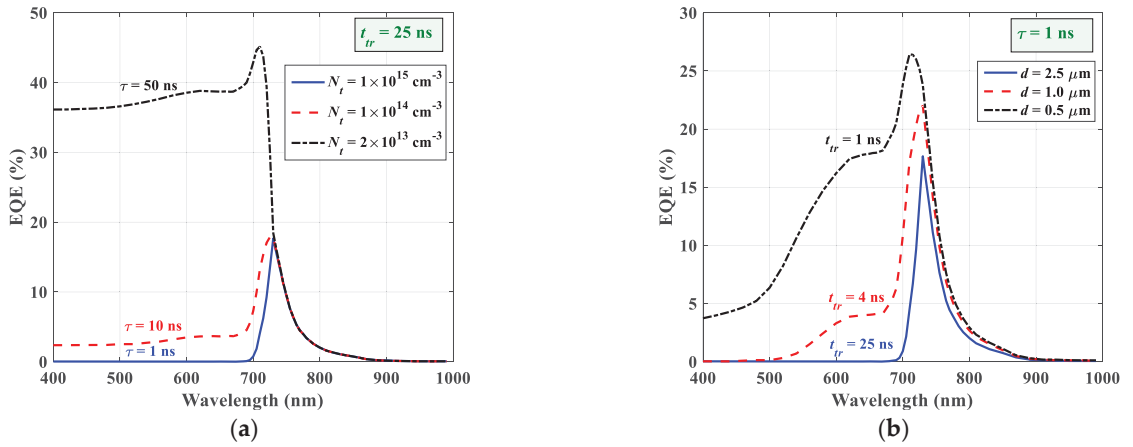 t_tr = 25 ns
N_t = 1×10^15 cm^-3
N_t = 1×10^14 cm^-3
N_t = 2×10^13 cm^-3
τ = 50 ns
τ = 10 ns
τ = 1 ns
50
45
40
30
20
10
0
400 500 600 700 800 900 1000
EQE (%)
Wavelength (nm)
(a)
τ = 1 ns
d = 2.5 μm
d = 1.0 μm
d = 0.5 μm
t_tr = 1 ns
t_tr = 4 ns
t_tr = 25 ns
30
25
20
15
10
5
0
400 500 600 700 800 900 1000
EQE (%)
Wavelength (nm)
(b)